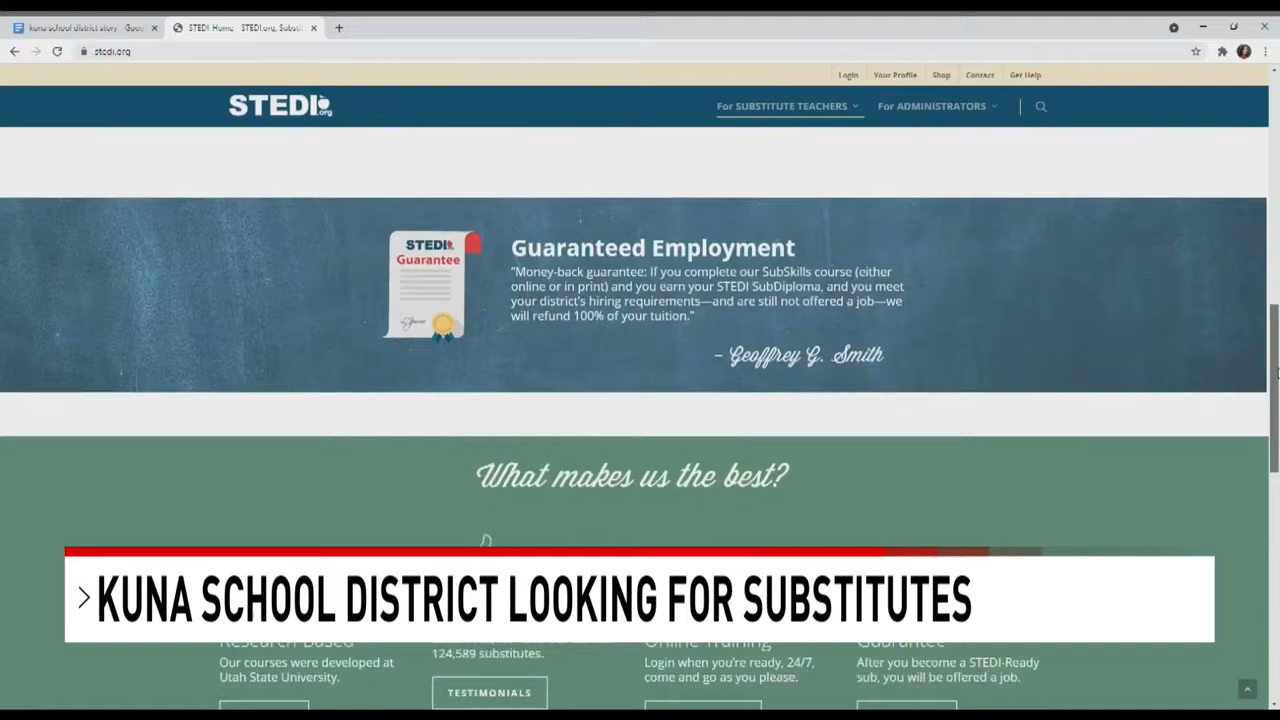 kuna school district story - Goo
STEDI Home - STEDI.org, Substi
stedi.org
Login
Your Profile
Shop
Contact
Get Help
STEDI.org
For SUBSTITUTE TEACHERS
For ADMINISTRATORS
STEDI
Guarantee
Guaranteed Employment
"Money-back guarantee: If you complete our SubSkills course (either
online or in print) and you earn your STEDI SubDiploma, and you meet
your district's hiring requirements—and are still not offered a job—we
will refund 100% of your tuition."
– Geoffrey G. Smith
What makes us the best?
KUNA SCHOOL DISTRICT LOOKING FOR SUBSTITUTES
Research-Based
Our courses were developed at
Utah State University.
124,589 substitutes.
TESTIMONIALS
Online Training
Login when you're ready, 24/7,
come and go as you please.
Guarantee
After you become a STEDI-Ready
sub, you will be offered a job.